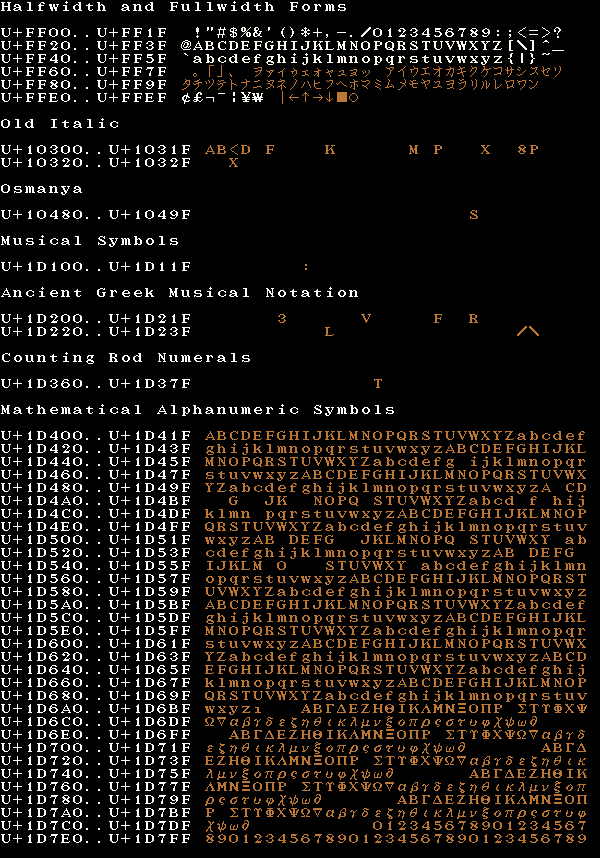 Halfwidth and Fullwidth Forms
U+FF00..U+FF1F  !"#$%&'()*+,-./0123456789:;<=>?
U+FF20..U+FF3F @ABCDEFGHIJKLMNOPQRSTUVWXYZ[\]^_
U+FF40..U+FF5F `abcdefghijklmnopqrstuvwxyz{|}~
U+FF60..U+FF7F 。「」、 ヲァィゥェォャュョッ アイウエオカキクケコサシスセソ
U+FF80..U+FF9F タチツテトナニヌネノハヒフヘホマミムメモヤユヨラリルレロワン
U+FFE0..U+FFEF ¢£¬¯¦¥₩ │←↑→↓■○
Old Italic
U+10300..U+1031F AB<D F    K      M P   X  8P
U+10320..U+1032F   X
Osmanya
U+10480..U+1049F S
Musical Symbols
U+1D100..U+1D11F :
Ancient Greek Musical Notation
U+1D200..U+1D21F 3      V     F  R
U+1D220..U+1D23F L               /\
Counting Rod Numerals
U+1D360..U+1D37F T
Mathematical Alphanumeric Symbols
U+1D400..U+1D41F ABCDEFGHIJKLMNOPQRSTUVWXYZabcdef
U+1D420..U+1D43F ghijklmnopqrstuvwxyzABCDEFGHIJKL
U+1D440..U+1D45F MNOPQRSTUVWXYZabcdefg ijklmnopqr
U+1D460..U+1D47F stuvwxyzABCDEFGHIJKLMNOPQRSTUVWX
U+1D480..U+1D49F YZabcdefghijklmnopqrstuvwxyzA CD
U+1D4A0..U+1D4BF   G  JK  NOPQ STUVWXYZabcd f hij
U+1D4C0..U+1D4DF klmn pqrstuvwxyzABCDEFGHIJKLMNOP
U+1D4E0..U+1D4FF QRSTUVWXYZabcdefghijklmnopqrstuv
U+1D500..U+1D51F wxyzAB DEFG  JKLMNOPQ STUVWXY ab
U+1D520..U+1D53F cdefghijklmnopqrstuvwxyzAB DEFG
U+1D540..U+1D55F IJKLM O   STUVWXY abcdefghijklmn
U+1D560..U+1D57F opqrstuvwxyzABCDEFGHIJKLMNOPQRST
U+1D580..U+1D59F UVWXYZabcdefghijklmnopqrstuvwxyz
U+1D5A0..U+1D5BF ABCDEFGHIJKLMNOPQRSTUVWXYZabcdef
U+1D5C0..U+1D5DF ghijklmnopqrstuvwxyzABCDEFGHIJKL
U+1D5E0..U+1D5FF MNOPQRSTUVWXYZabcdefghijklmnopqr
U+1D600..U+1D61F stuvwxyzABCDEFGHIJKLMNOPQRSTUVWX
U+1D620..U+1D63F YZabcdefghijklmnopqrstuvwxyzABCD
U+1D640..U+1D65F EFGHIJKLMNOPQRSTUVWXYZabcdefghij
U+1D660..U+1D67F klmnopqrstuvwxyzABCDEFGHIJKLMNOP
U+1D680..U+1D69F QRSTUVWXYZabcdefghijklmnopqrstuv
U+1D6A0..U+1D6BF wxyzı   ΑΒΓΔΕΖΗΘΙΚΛΜΝΞΟΠΡ ΣΤΥΦΧΨ
U+1D6C0..U+1D6DF Ω∇αβγδεζηθικλμνξοπρςστυφχψω∂
U+1D6E0..U+1D6FF   ΑΒΓΔΕΖΗΘΙΚΛΜΝΞΟΠΡ ΣΤΥΦΧΨΩ∇αβγδ
U+1D700..U+1D71F εζηθικλμνξοπρςστυφχψω∂      ΑΒΓΔ
U+1D720..U+1D73F ΕΖΗΘΙΚΛΜΝΞΟΠΡ ΣΤΥΦΧΨΩ∇αβγδεζηθικ
U+1D740..U+1D75F λμνξοπρςστυφχψω∂      ΑΒΓΔΕΖΗΘΙΚ
U+1D760..U+1D77F ΛΜΝΞΟΠΡ ΣΤΥΦΧΨΩ∇αβγδεζηθικλμνξοπ
U+1D780..U+1D79F ρςστυφχψω∂      ΑΒΓΔΕΖΗΘΙΚΛΜΝΞΟΠ
U+1D7A0..U+1D7BF Ρ ΣΤΥΦΧΨΩ∇αβγδεζηθικλμνξοπρςστυφ
U+1D7C0..U+1D7DF χψω∂          012345678901234567
U+1D7E0..U+1D7FF 89012345678901234567890123456789